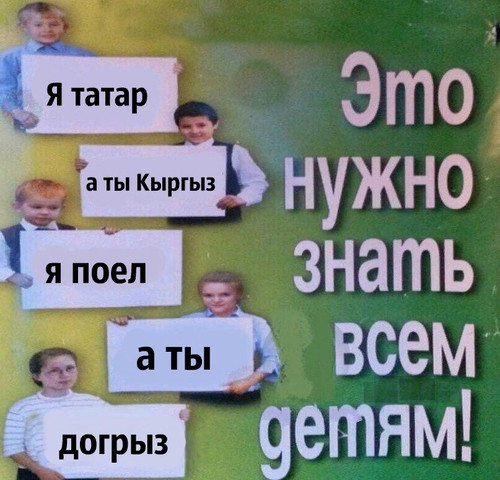 Я татар
а ты Кыргыз
я поел
а ты
догрыз
Это
нужно
знать
всем
детям!